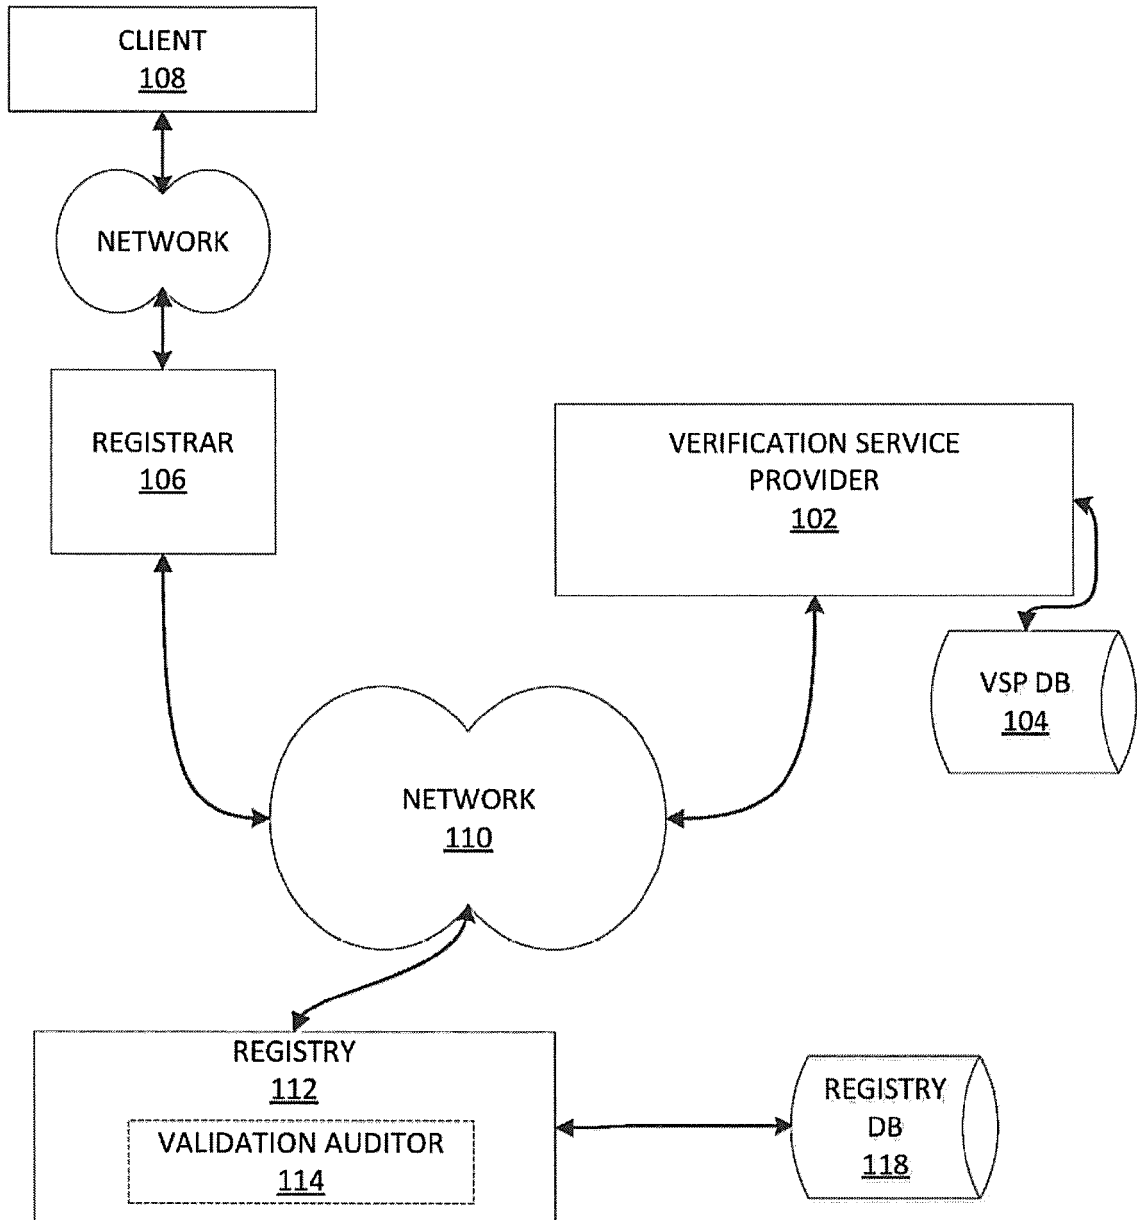 CLIENT
108
NETWORK
REGISTRAR
106
VERIFICATION SERVICE
PROVIDER
102
VSP DB
104
NETWORK
110
REGISTRY
112
VALIDATION AUDITOR
114
REGISTRY
DB
118